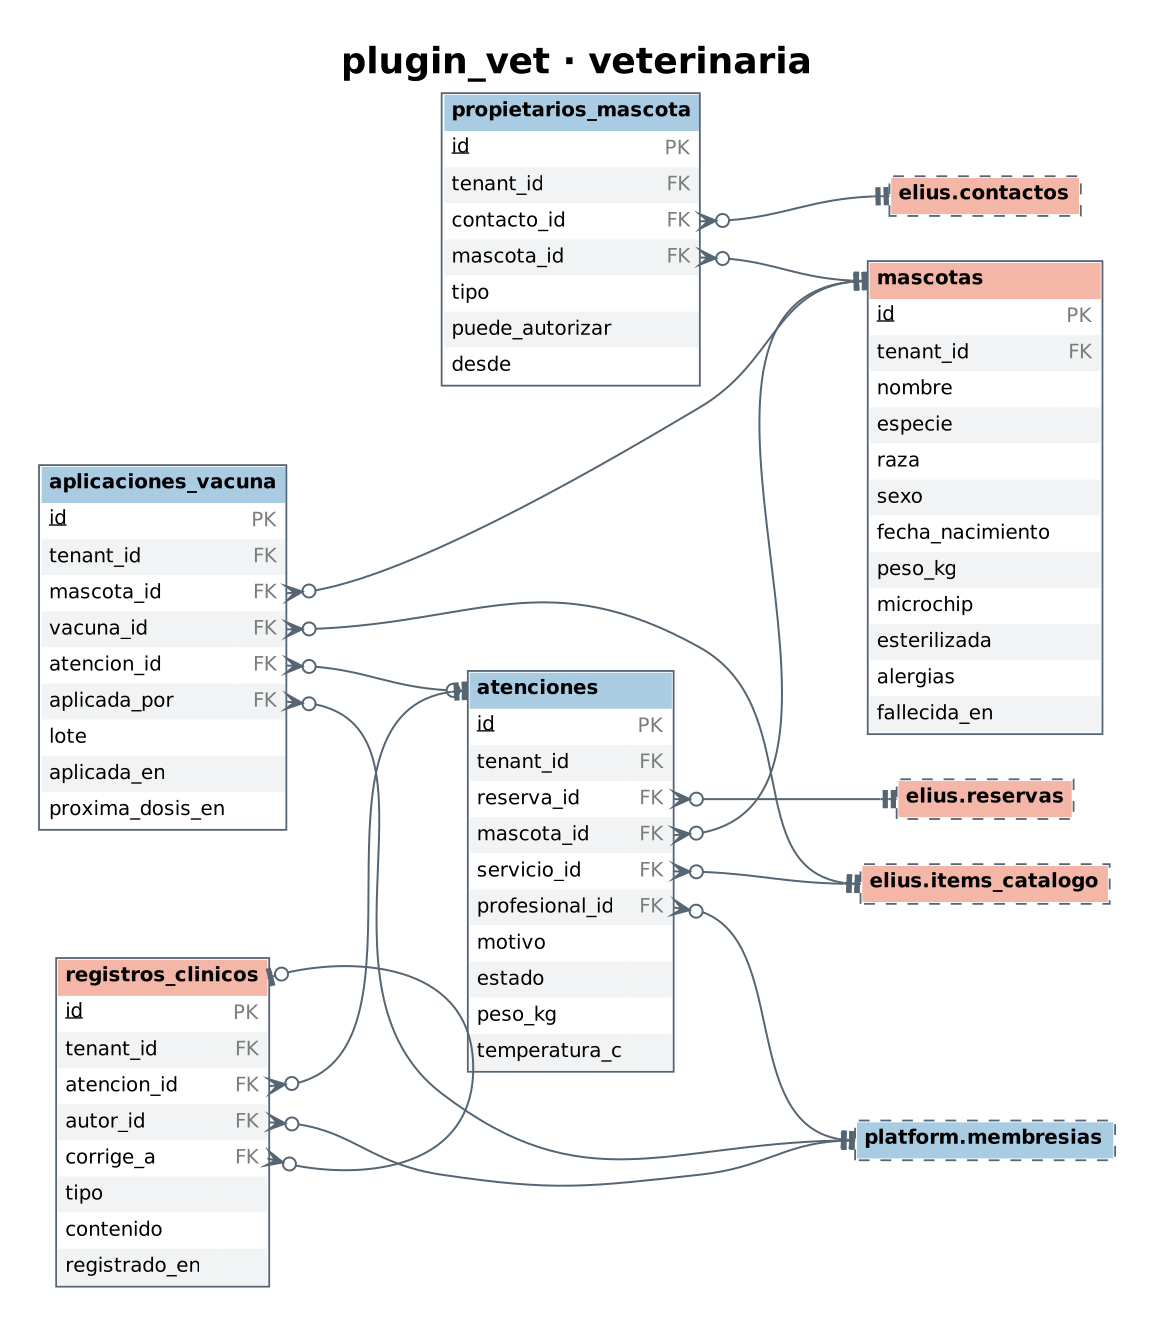 plugin_vet · veterinaria
propietarios_mascota
id PK
tenant_id FK
contacto_id FK
mascota_id FK
tipo
puede_autorizar
desde
elius.contactos
mascotas
id PK
tenant_id FK
nombre
especie
raza
sexo
fecha_nacimiento
peso_kg
microchip
esterilizada
alergias
fallecida_en
aplicaciones_vacuna
id PK
tenant_id FK
mascota_id FK
vacuna_id FK
atencion_id FK
aplicada_por FK
lote
aplicada_en
proxima_dosis_en
atenciones
id PK
tenant_id FK
reserva_id FK
mascota_id FK
servicio_id FK
profesional_id FK
motivo
estado
peso_kg
temperatura_c
elius.reservas
elius.items_catalogo
registros_clinicos
id PK
tenant_id FK
atencion_id FK
autor_id FK
corrige_a FK
tipo
contenido
registrado_en
platform.membresias